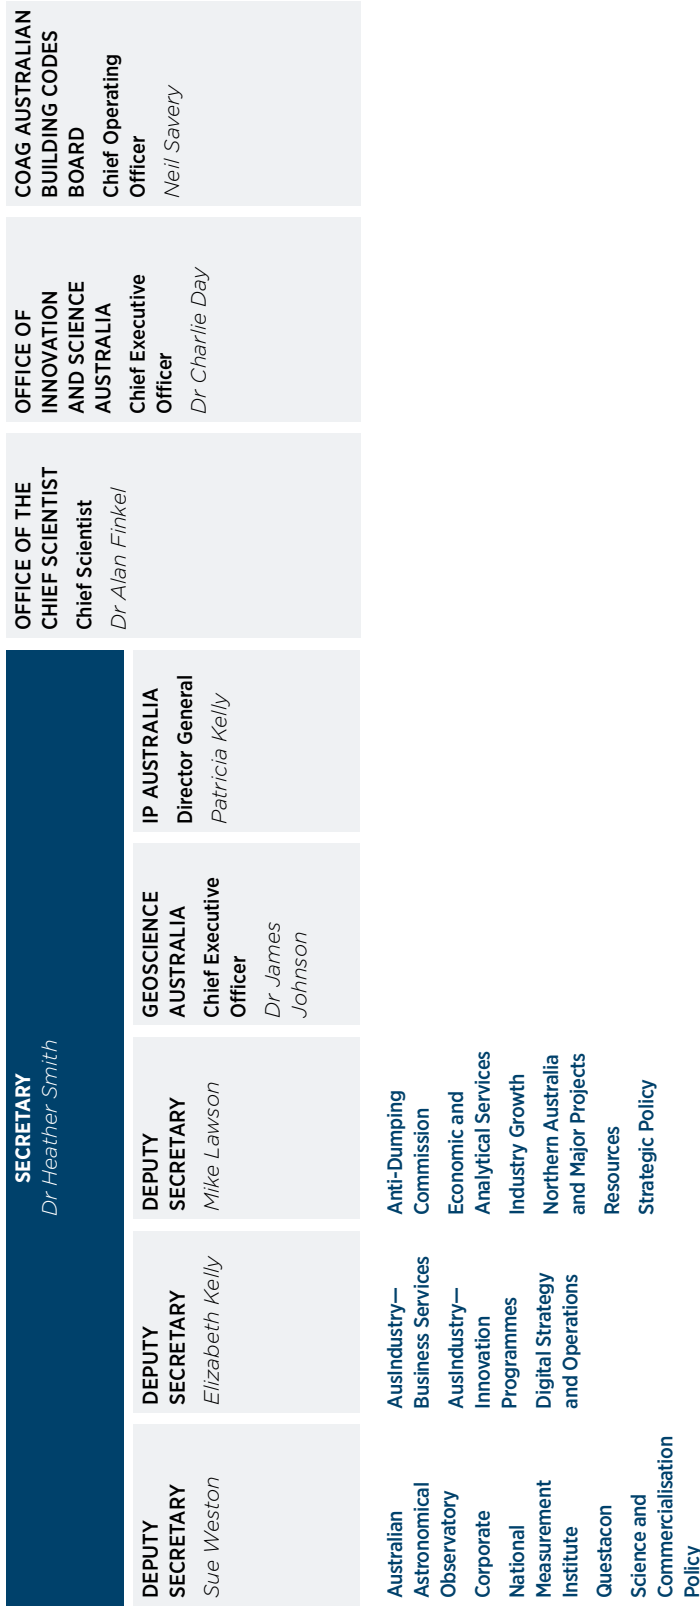 SECRETARY
Dr Heather Smith
DEPUTY
SECRETARY
Sue Weston
Australian
Astronomical
Observatory
Corporate
National
Measurement
Institute
Questacon
Science and
Commercialisation
Policy
DEPUTY
SECRETARY
Elizabeth Kelly
AusIndustry—
Business Services
AusIndustry—
Innovation
Programmes
Digital Strategy
and Operations
DEPUTY
SECRETARY
Mike Lawson
Anti-Dumping
Commission
Economic and
Analytical Services
Industry Growth
Northern Australia
and Major Projects
Resources
Strategic Policy
GEOSCIENCE
AUSTRALIA
Chief Executive
Officer
Dr James
Johnson
IP AUSTRALIA
Director General
Patricia Kelly
OFFICE OF THE
CHIEF SCIENTIST
Chief Scientist
Dr Alan Finkel
OFFICE OF
INNOVATION
AND SCIENCE
AUSTRALIA
Chief Executive
Officer
Dr Charlie Day
COAG AUSTRALIAN
BUILDING CODES
BOARD
Chief Operating
Officer
Neil Savery